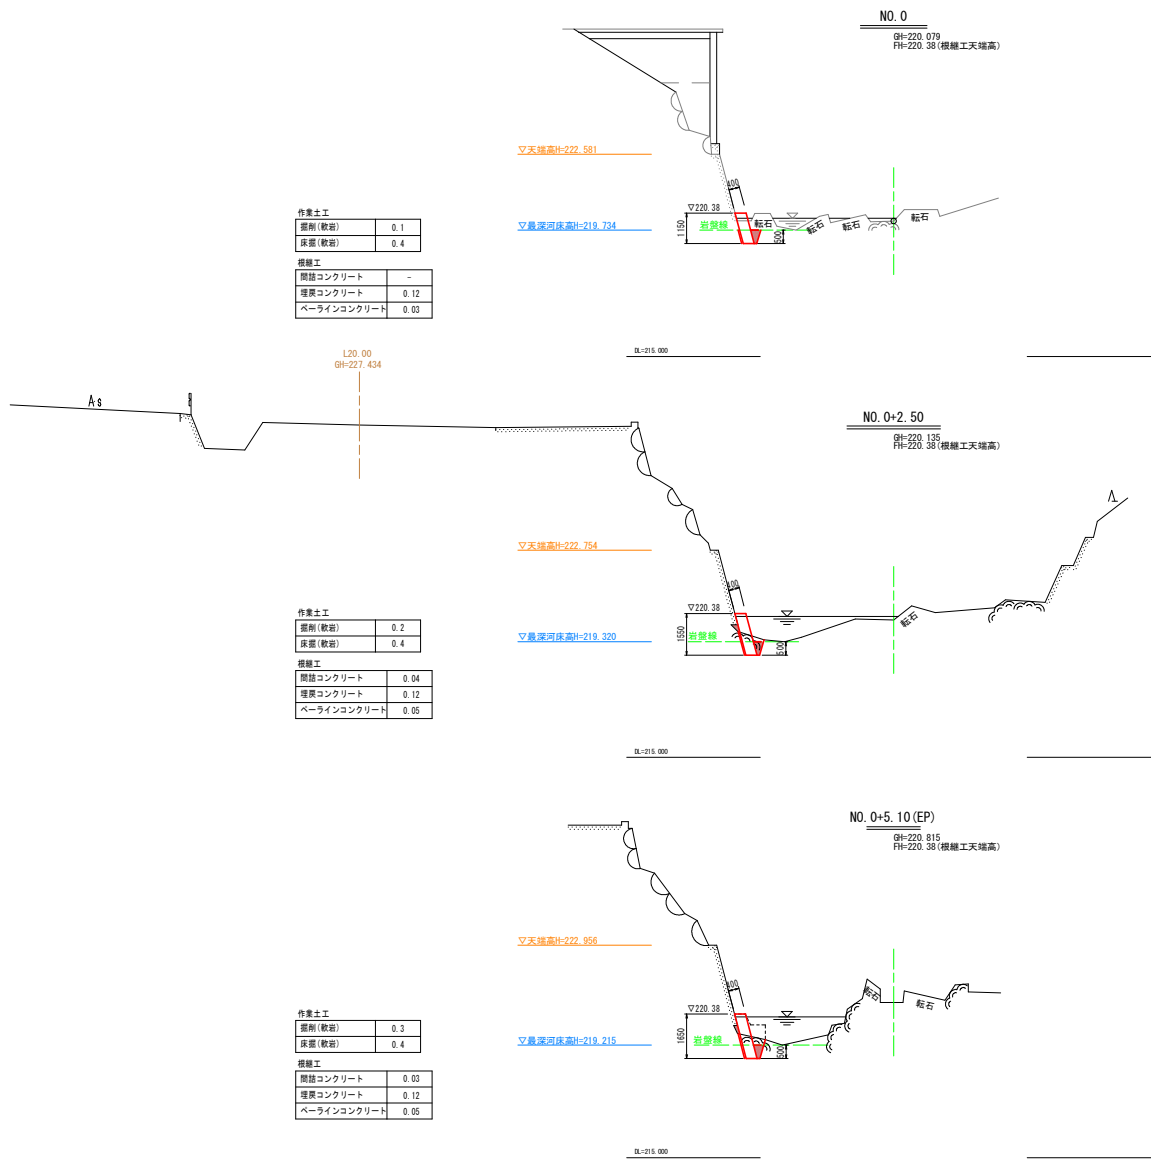 NO. 0
GH=220.079
FH=220.38(根継工天端高)
▽天端高H=222.581
400
▽220.38
1150
▽最深河床高H=219.734
岩盤線
転石
転石
転石
転石
500
作業土工
掘削(軟岩) 0.1
床掘(軟岩) 0.4
根継工
間詰コンクリート -
埋戻コンクリート 0.12
ペーラインコンクリート 0.03
DL=215.000
L20.00
GH=227.434
As
NO. 0+2.50
GH=220.135
FH=220.38(根継工天端高)
▽天端高H=222.754
400
▽220.38
1550
▽最深河床高H=219.320
岩盤線
転石
500
作業土工
掘削(軟岩) 0.2
床掘(軟岩) 0.4
根継工
間詰コンクリート 0.04
埋戻コンクリート 0.12
ペーラインコンクリート 0.05
DL=215.000
NO. 0+5.10(EP)
GH=220.815
FH=220.38(根継工天端高)
▽天端高H=222.956
400
▽220.38
1650
▽最深河床高H=219.215
岩盤線
転石
転石
500
作業土工
掘削(軟岩) 0.3
床掘(軟岩) 0.4
根継工
間詰コンクリート 0.03
埋戻コンクリート 0.12
ペーラインコンクリート 0.05
DL=215.000